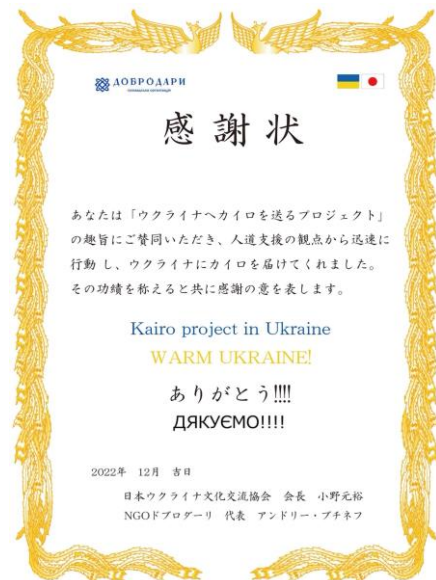 ДОБРОДАРИ
感謝状
あなたは「ウクライナへカイロを送るプロジェクト」
の趣旨にご賛同いただき、人道支援の観点から迅速に
行動 し、ウクライナにカイロを届けてくれました。
その功績を称えると共に感謝の意を表します。
Kairo project in Ukraine
WARM UKRAINE!
ありがとう!!!!
ДЯКУЄМО!!!!
2022年 12月 吉日
日本ウクライナ文化交流協会 会長 小野元裕
NGOドブロダーリ 代表 アンドリー・ブチネフ